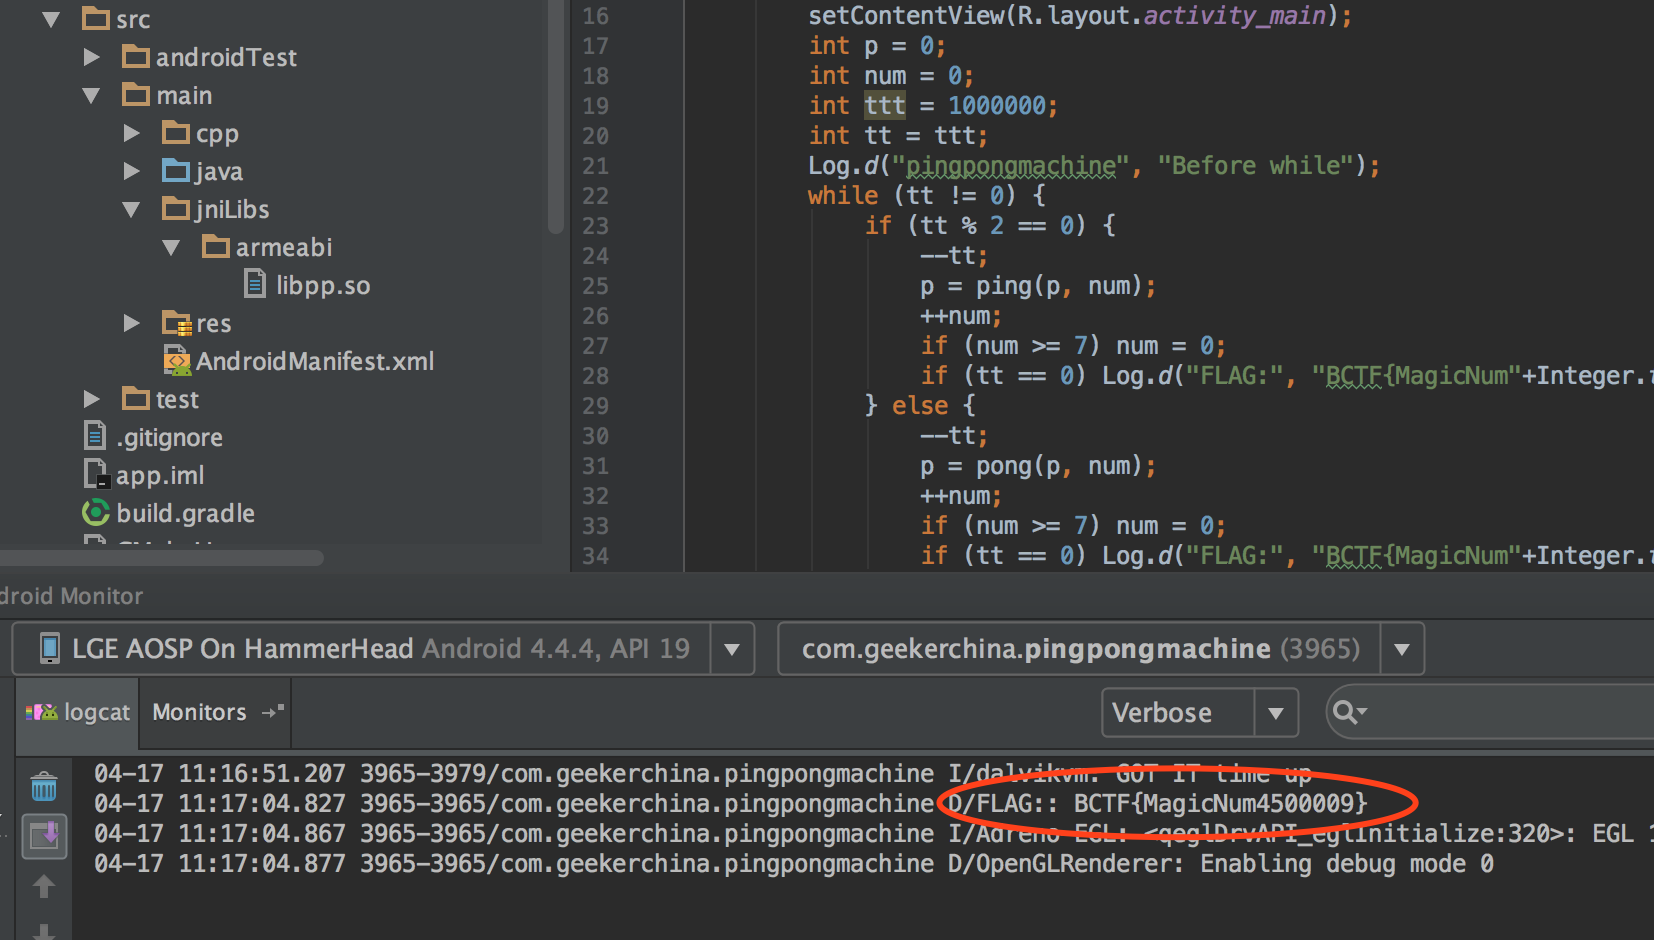 src
androidTest
main
cpp
java
jniLibs
armeabi
libpp.so
res
AndroidManifest.xml
test
.gitignore
app.iml
build.gradle
16 setContentView(R.layout.activity_main);
17 int p = 0;
18 int num = 0;
19 int ttt = 1000000;
20 int tt = ttt;
21 Log.d("pingpongmachine", "Before while");
22 while (tt != 0) {
23 if (tt % 2 == 0) {
24 --tt;
25 p = ping(p, num);
26 ++num;
27 if (num >= 7) num = 0;
28 if (tt == 0) Log.d("FLAG:", "BCTF{MagicNum"+Integer.
29 } else {
30 --tt;
31 p = pong(p, num);
32 ++num;
33 if (num >= 7) num = 0;
34 if (tt == 0) Log.d("FLAG:", "BCTF{MagicNum"+Integer.
droid Monitor
LGE AOSP On HammerHead Android 4.4.4, API 19
com.geekerchina.pingpongmachine (3965)
logcat
Monitors
Verbose
04-17 11:16:51.207 3965-3979/com.geekerchina.pingpongmachine I/dalvikvm: GOT IT time up
04-17 11:17:04.827 3965-3965/com.geekerchina.pingpongmachine D/FLAG:: BCTF{MagicNum4500009}
04-17 11:17:04.867 3965-3965/com.geekerchina.pingpongmachine I/Adreno-EGL: <qeglDrvAPI_eglInitialize:320>: EGL 1
04-17 11:17:04.877 3965-3965/com.geekerchina.pingpongmachine D/OpenGLRenderer: Enabling debug mode 0